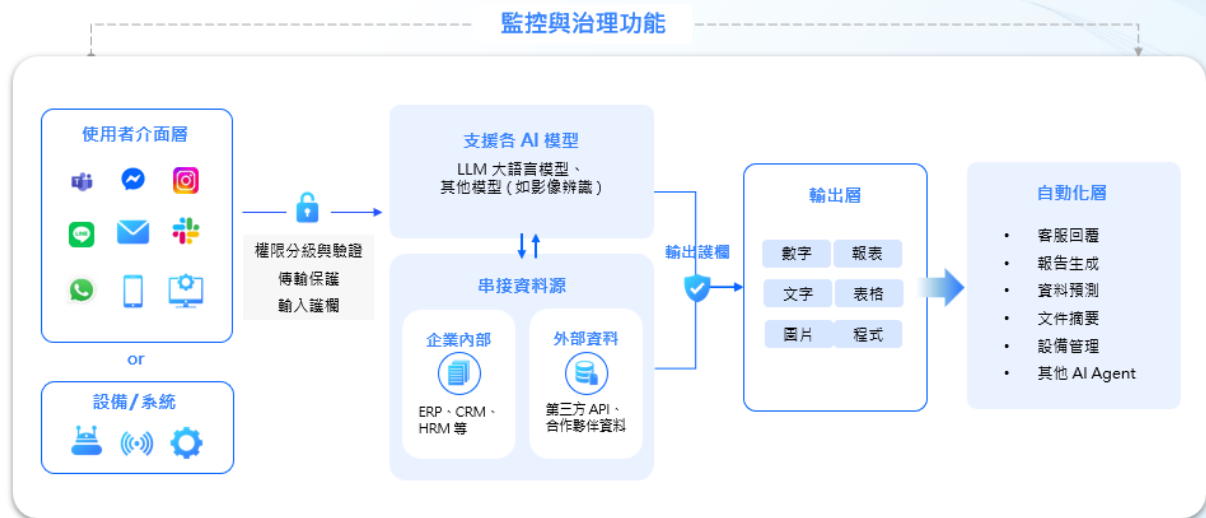 監控與治理功能
使用者介面層
LINE
or
設備/系統
權限分級與驗證
傳輸保護
輸入護欄
支援各 AI 模型
LLM 大語言模型、
其他模型 ( 如影像辨識 )
串接資料源
企業內部
ERP、CRM、
HRM 等
外部資料
第三方 API、
合作夥伴資料
輸出護欄
輸出層
數字 報表
文字 表格
圖片 程式
自動化層
• 客服回覆
• 報告生成
• 資料預測
• 文件摘要
• 設備管理
• 其他 AI Agent